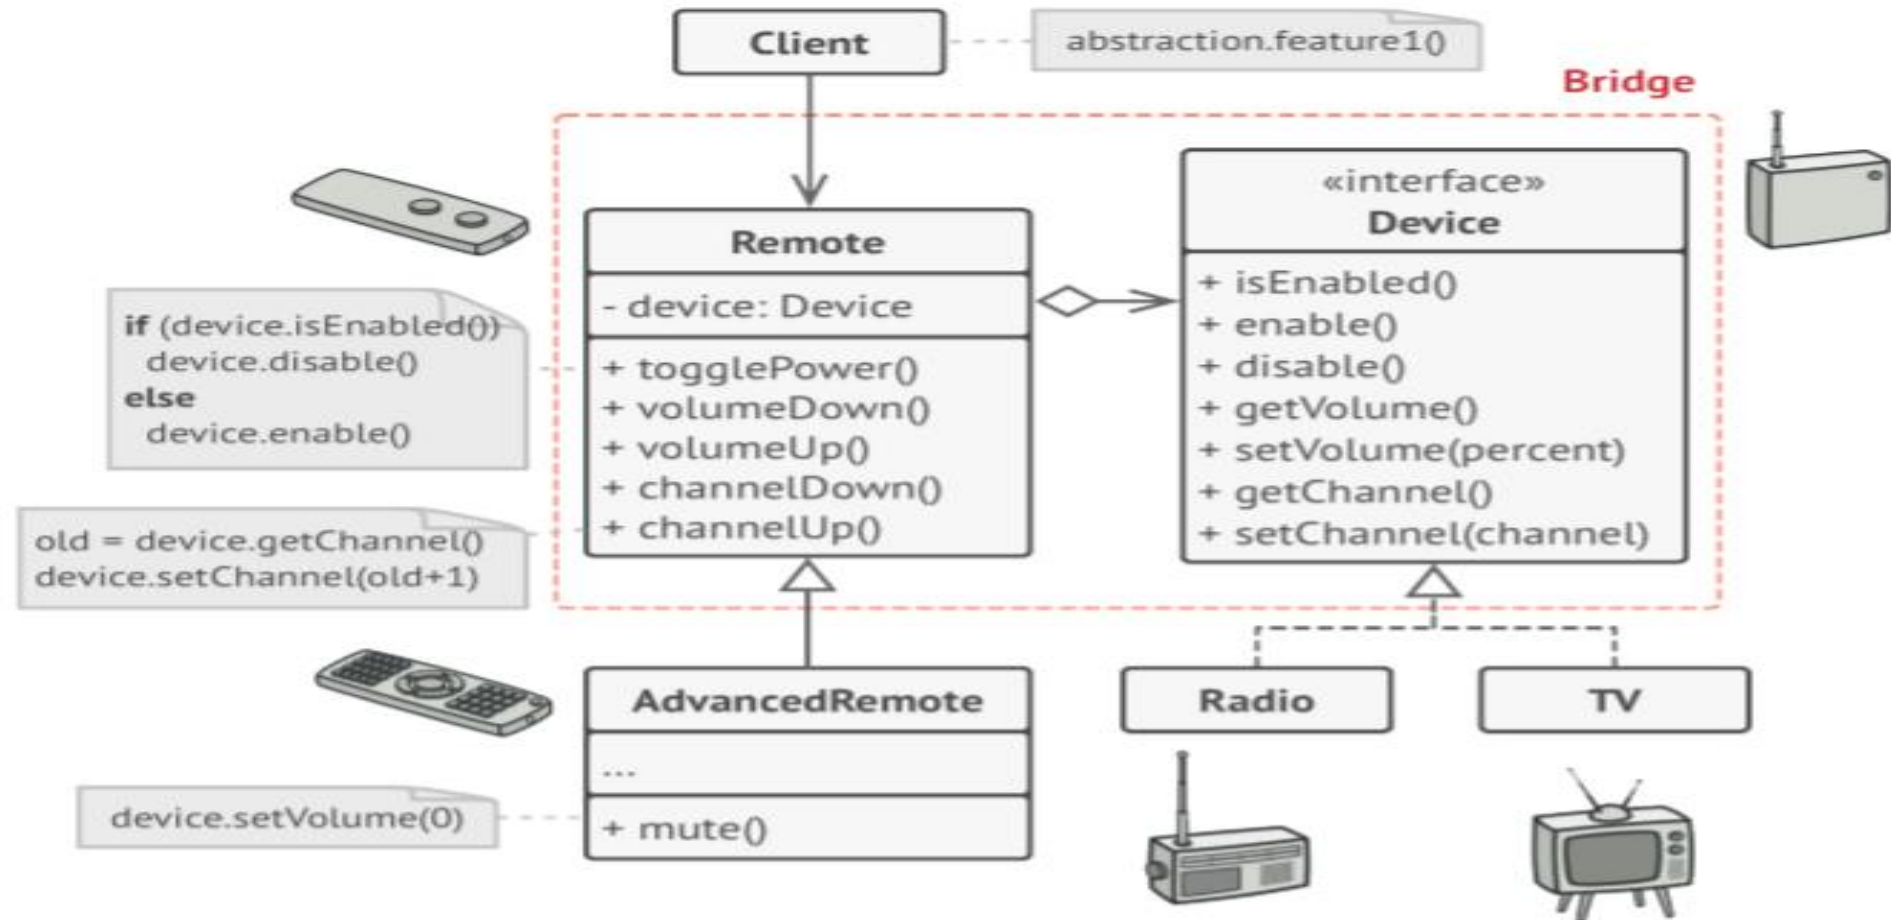 Client
abstraction.feature1()
Bridge
«interface»
Device
+ isEnabled()
+ enable()
+ disable()
+ getVolume()
+ setVolume(percent)
+ getChannel()
+ setChannel(channel)
Remote
- device: Device
+ togglePower()
+ volumeDown()
+ volumeUp()
+ channelDown()
+ channelUp()
if (device.isEnabled())
device.disable()
else
device.enable()
old = device.getChannel()
device.setChannel(old+1)
AdvancedRemote
...
+ mute()
device.setVolume(0)
Radio
TV